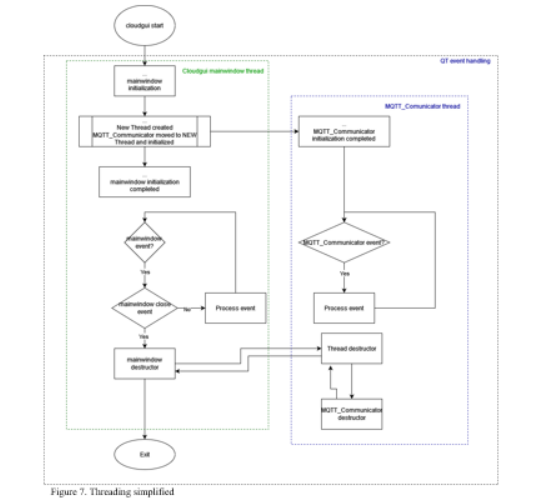 cloudgui start
QT event handling
Cloudgui mainwindow thread
...
mainwindow
initialization
MQTT_Comunicator thread
...
New Thread created
MQTT_Communicator moved to NEW
Thread and initialized
...
MQTT_Communicator
initialization completed
...
mainwindow initialization
completed
mainwindow
event?
MQTT_Communicator event?
Yes
Yes
mainwindow close
event
No
Process event
Process event
Yes
mainwindow
destructor
Thread destructor
MQTT_Communicator
destructor
Exit
Figure 7. Threading simplified